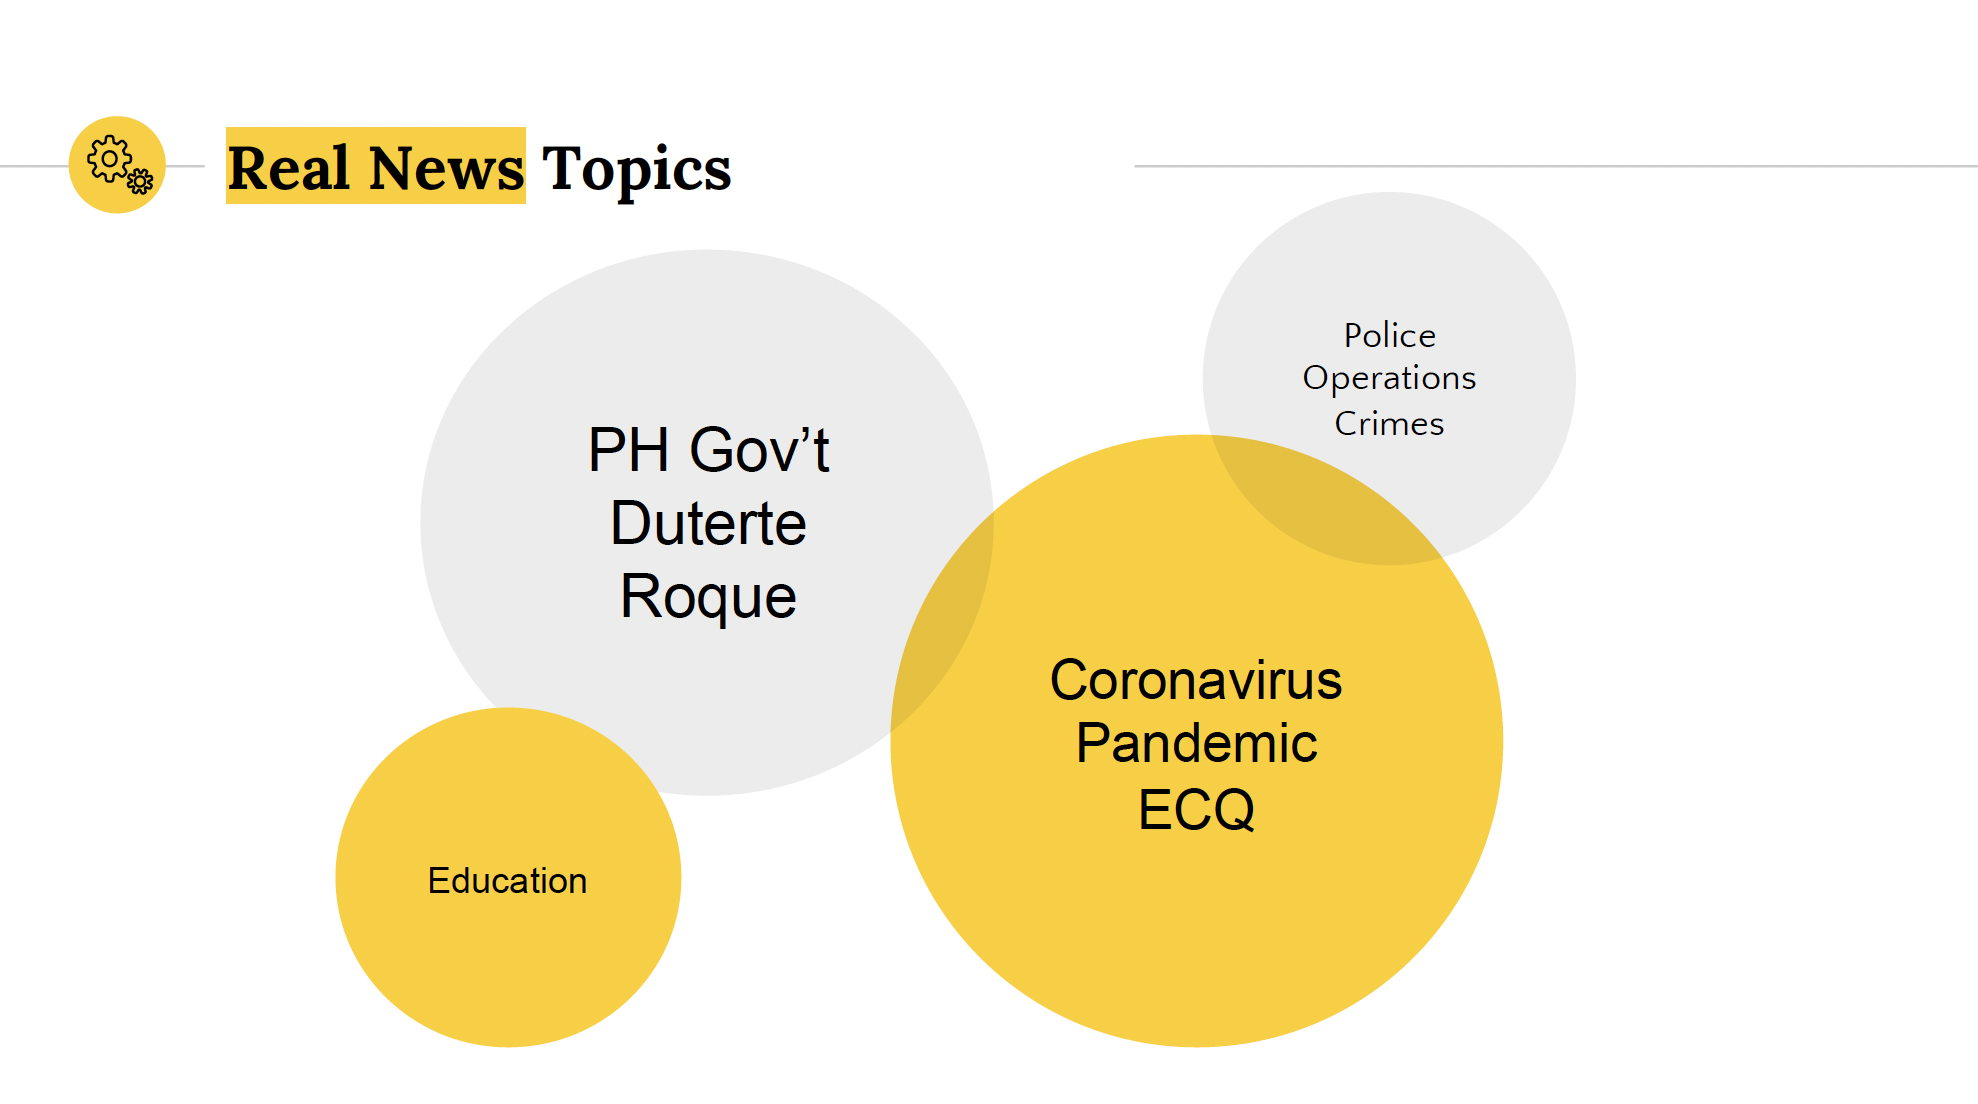 Real News Topics
PH Gov’t
Duterte
Roque
Police
Operations
Crimes
Coronavirus
Pandemic
ECQ
Education